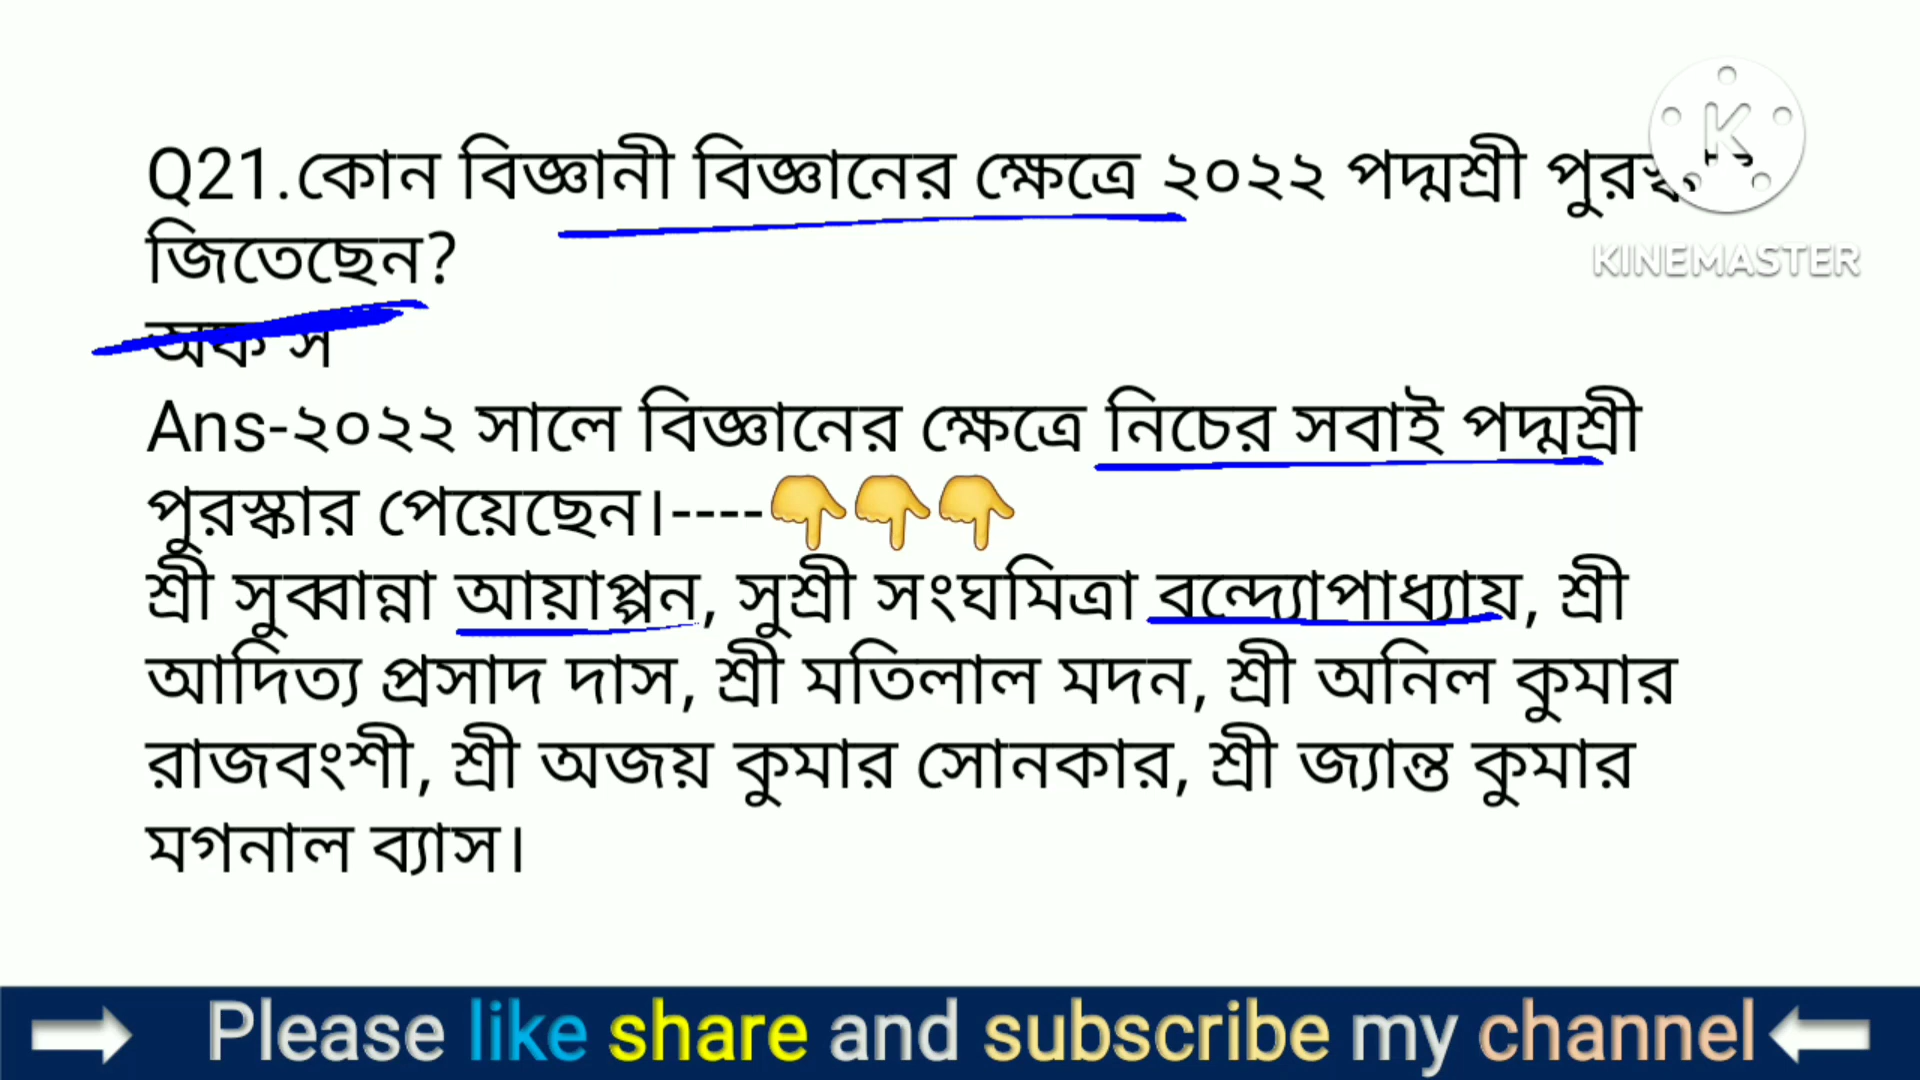 Q21.কোন বিজ্ঞানী বিজ্ঞানের ক্ষেত্রে ২০২২ পদ্মশ্রী
জিতেছেন?
Ans-২০২২ সালে বিজ্ঞানের ক্ষেত্রে নিচের সবাই পদ্মশ্রী
পুরস্কার পেয়েছেন।----👇👇👇
শ্রী সুব্বান্না আয়াপ্পন, সুশ্রী সংঘমিত্রা বন্দ্যোপাধ্যায়, শ্রী
আদিত্য প্রসাদ দাস, শ্রী মতিলাল মদন, শ্রী অনিল কুমার
রাজবংশী, শ্রী অজয় কুমার সোনকার, শ্রী জ্যান্ত কুমার
মগনাল ব্যাস।
K
KINEMASTER
Please like share and subscribe my channel